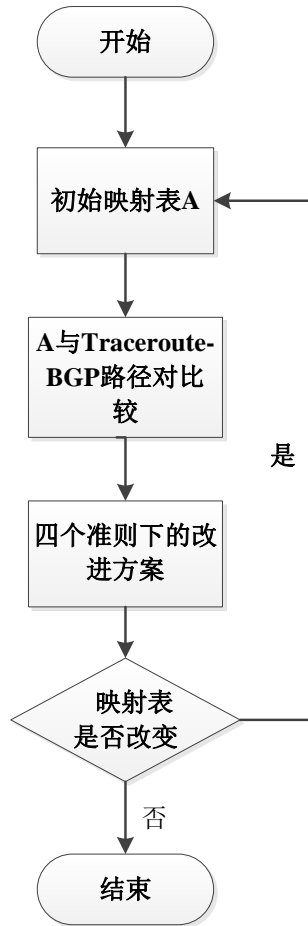 开始
初始映射表A
A与Traceroute-
BGP路径对比
较
是
四个准则下的改
进方案
映射表
是否改变
否
结束